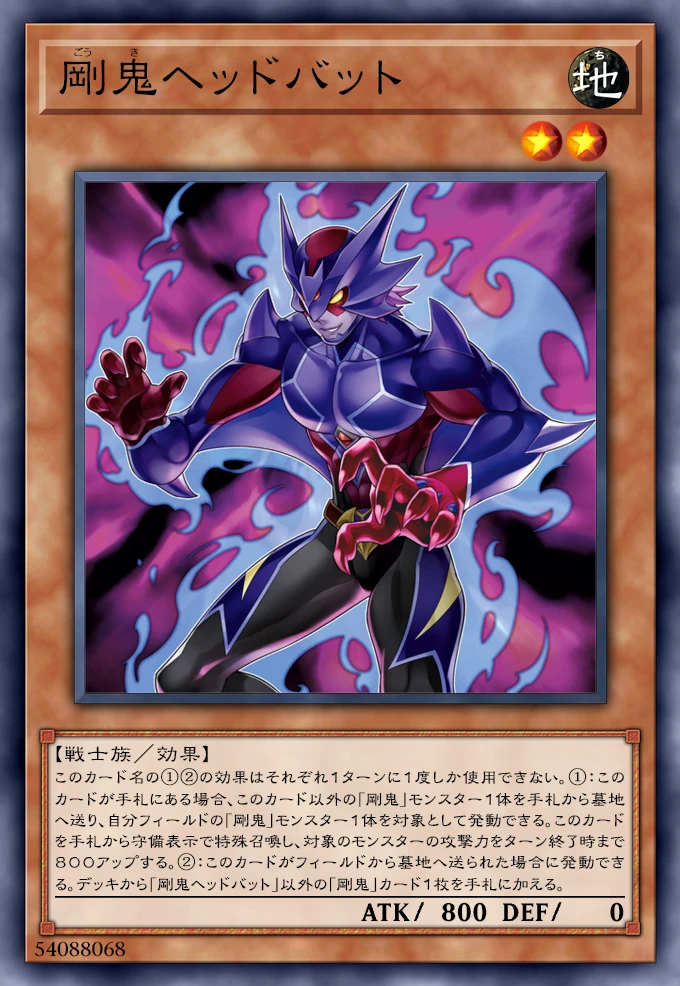 ごう き
剛鬼ヘッドバット
ち
地
【戦士族／効果】
このカード名の①②の効果はそれぞれ1ターンに1度しか使用できない。①：この
カードが手札にある場合、このカード以外の「剛鬼」モンスター1体を手札から墓地
へ送り、自分フィールドの「剛鬼」モンスター1体を対象として発動できる。このカード
を手札から守備表示で特殊召喚し、対象のモンスターの攻撃力をターン終了時まで
８００アップする。②：このカードがフィールドから墓地へ送られた場合に発動でき
る。デッキから「剛鬼ヘッドバット」以外の「剛鬼」カード1枚を手札に加える。
ATK/ 800 DEF/ 0
54088068